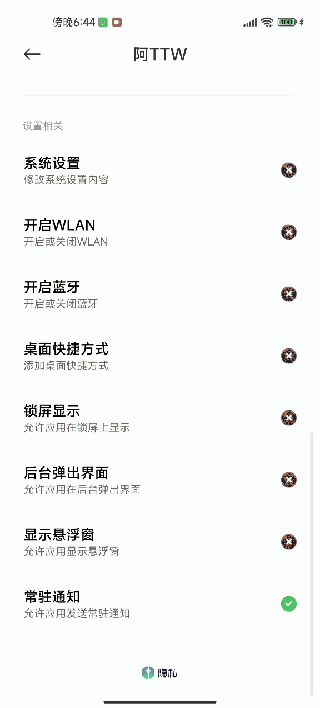 傍晚6:44
阿TTW
设置相关
系统设置
修改系统设置内容
开启WLAN
开启或关闭WLAN
开启蓝牙
开启或关闭蓝牙
桌面快捷方式
添加桌面快捷方式
锁屏显示
允许应用在锁屏上显示
后台弹出界面
允许应用在后台弹出界面
显示悬浮窗
允许应用显示悬浮窗
常驻通知
允许应用发送常驻通知
隐私